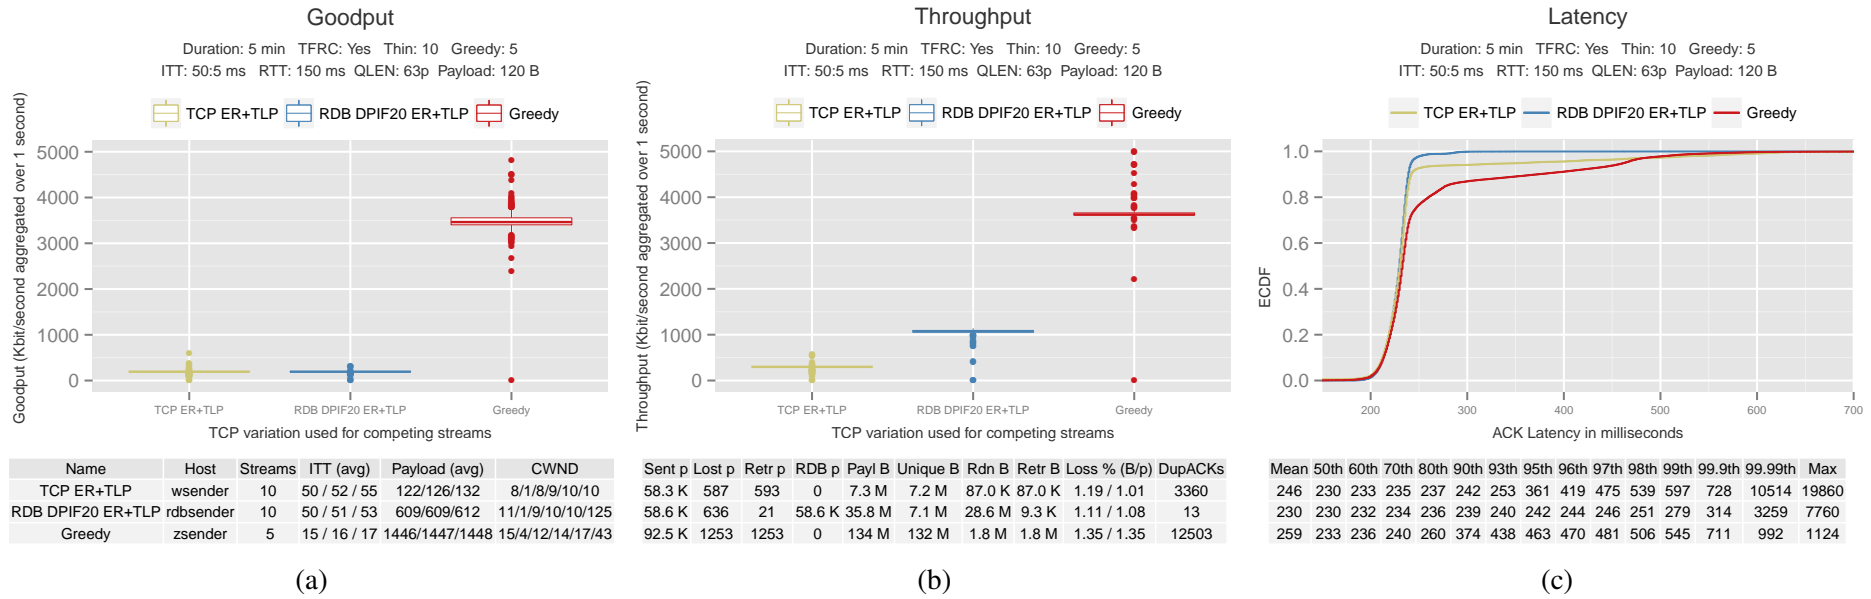 Goodput
Duration: 5 min TFRC: Yes Thin: 10 Greedy: 5
ITT: 50:5 ms RTT: 150 ms QLEN: 63p Payload: 120 B
TCP ER+TLP RDB DPIF20 ER+TLP Greedy
Goodput (Kbit/second aggregated over 1 second)
5000
4000
3000
2000
1000
0
TCP ER+TLP RDB DPIF20 ER+TLP Greedy
TCP variation used for competing streams
Name Host Streams ITT (avg) Payload (avg) CWND
TCP ER+TLP wsender 10 50 / 52 / 55 122/126/132 8/1/8/9/10/10
RDB DPIF20 ER+TLP rdbsender 10 50 / 51 / 53 609/609/612 11/1/9/10/10/125
Greedy zsender 5 15 / 16 / 17 1446/1447/1448 15/4/12/14/17/43
(a)
Throughput
Duration: 5 min TFRC: Yes Thin: 10 Greedy: 5
ITT: 50:5 ms RTT: 150 ms QLEN: 63p Payload: 120 B
TCP ER+TLP RDB DPIF20 ER+TLP Greedy
Throughput (Kbit/second aggregated over 1 second)
5000
4000
3000
2000
1000
0
TCP ER+TLP RDB DPIF20 ER+TLP Greedy
TCP variation used for competing streams
Sent p Lost p Retr p RDB p Payl B Unique B Rdn B Retr B Loss % (B/p) DupACKs
58.3 K 587 593 0 7.3 M 7.2 M 87.0 K 87.0 K 1.19 / 1.01 3360
58.6 K 636 21 58.6 K 35.8 M 7.1 M 28.6 M 9.3 K 1.11 / 1.08 13
92.5 K 1253 1253 0 134 M 132 M 1.8 M 1.8 M 1.35 / 1.35 12503
(b)
Latency
Duration: 5 min TFRC: Yes Thin: 10 Greedy: 5
ITT: 50:5 ms RTT: 150 ms QLEN: 63p Payload: 120 B
TCP ER+TLP RDB DPIF20 ER+TLP Greedy
ECDF
1.0
0.8
0.6
0.4
0.2
0.0
200 300 400 500 600 700
ACK Latency in milliseconds
Mean 50th 60th 70th 80th 90th 93th 95th 96th 97th 98th 99th 99.9th 99.99th Max
246 230 233 235 237 242 253 361 419 475 539 597 728 10514 19860
230 230 232 234 236 239 240 242 244 246 251 279 314 3259 7760
259 233 236 240 260 374 438 463 470 481 506 545 711 992 1124
(c)